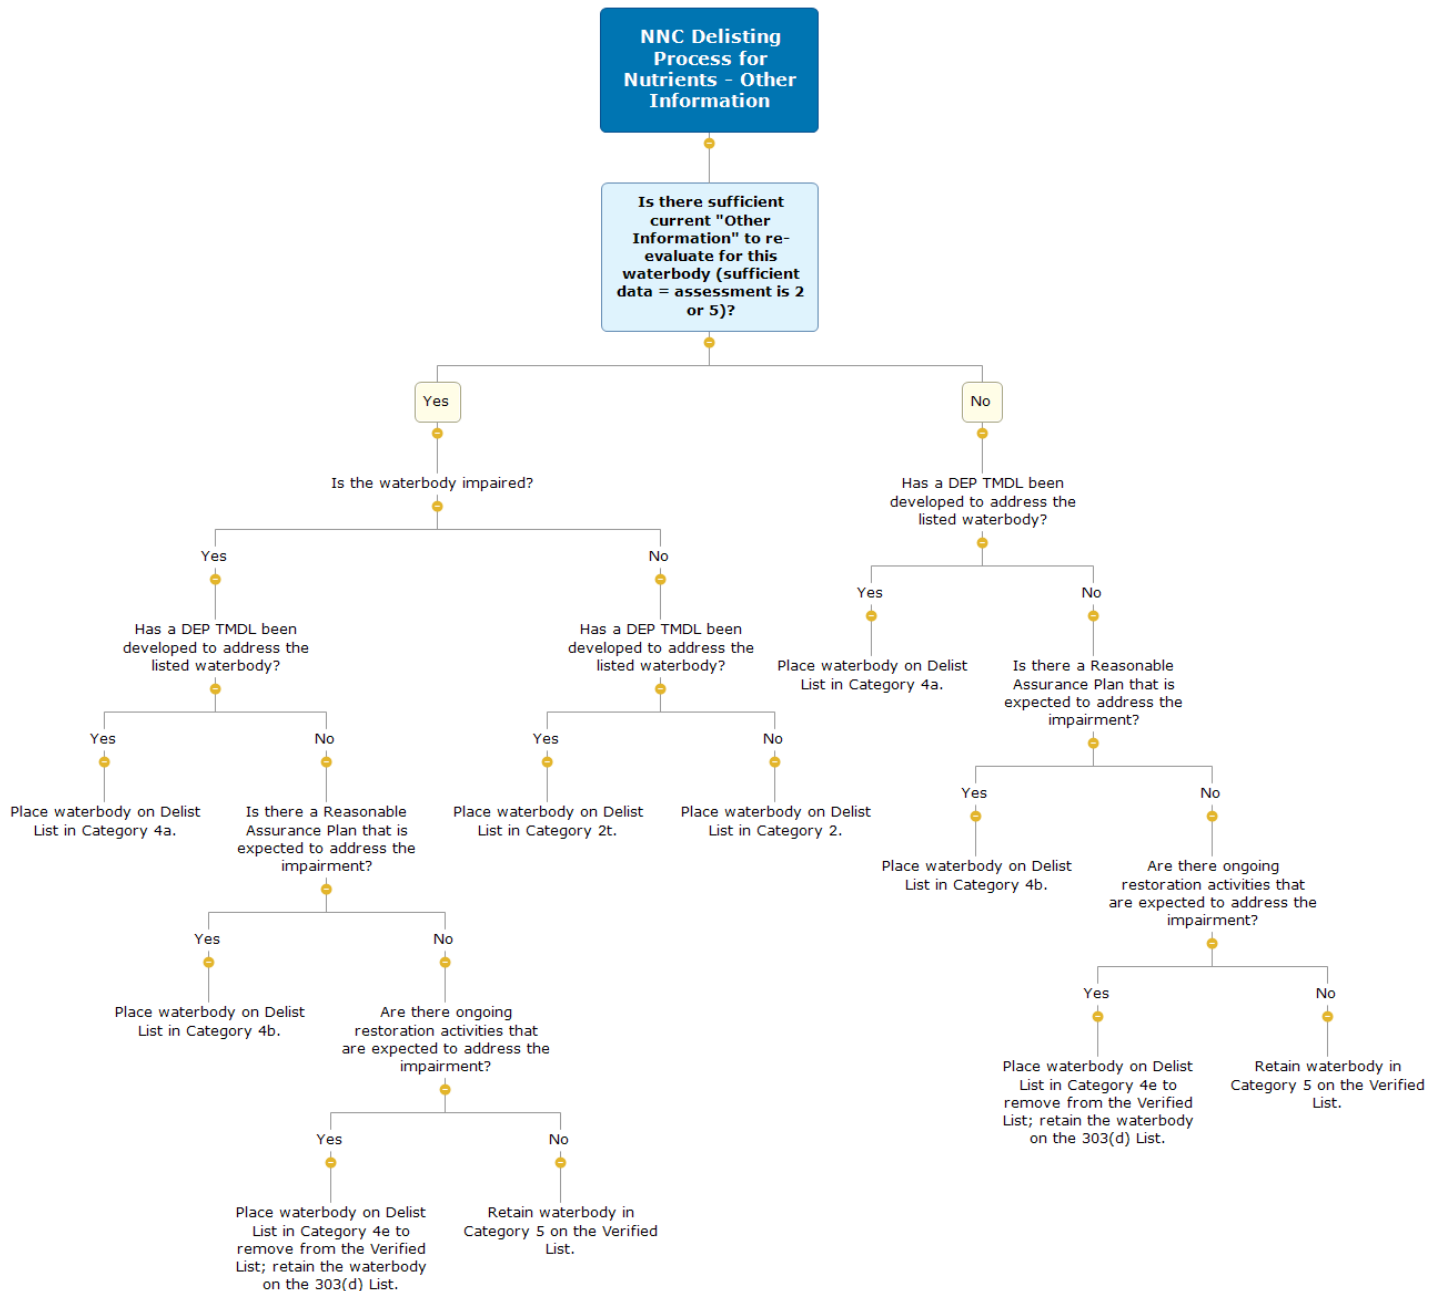 NNC Delisting
Process for
Nutrients - Other
Information
Is there sufficient
current "Other
Information" to re-
evaluate for this
waterbody (sufficient
data = assessment is 2
or 5)?
Yes
No
Is the waterbody impaired?
Has a DEP TMDL been
developed to address the
listed waterbody?
Yes
No
Yes
No
Has a DEP TMDL been
developed to address the
listed waterbody?
Has a DEP TMDL been
developed to address the
listed waterbody?
Place waterbody on Delist
List in Category 4a.
Is there a Reasonable
Assurance Plan that is
expected to address the
impairment?
Yes
No
Yes
No
Yes
No
Place waterbody on Delist
List in Category 4a.
Is there a Reasonable
Assurance Plan that is
expected to address the
impairment?
Place waterbody on Delist
List in Category 2t.
Place waterbody on Delist
List in Category 2.
Place waterbody on Delist
List in Category 4b.
Are there ongoing
restoration activities that
are expected to address the
impairment?
Yes
No
Yes
No
Place waterbody on Delist
List in Category 4b.
Are there ongoing
restoration activities that
are expected to address the
impairment?
Place waterbody on Delist
List in Category 4e to
remove from the Verified
List; retain the waterbody
on the 303(d) List.
Retain waterbody in
Category 5 on the Verified
List.
Yes
No
Place waterbody on Delist
List in Category 4e to
remove from the Verified
List; retain the waterbody
on the 303(d) List.
Retain waterbody in
Category 5 on the Verified
List.